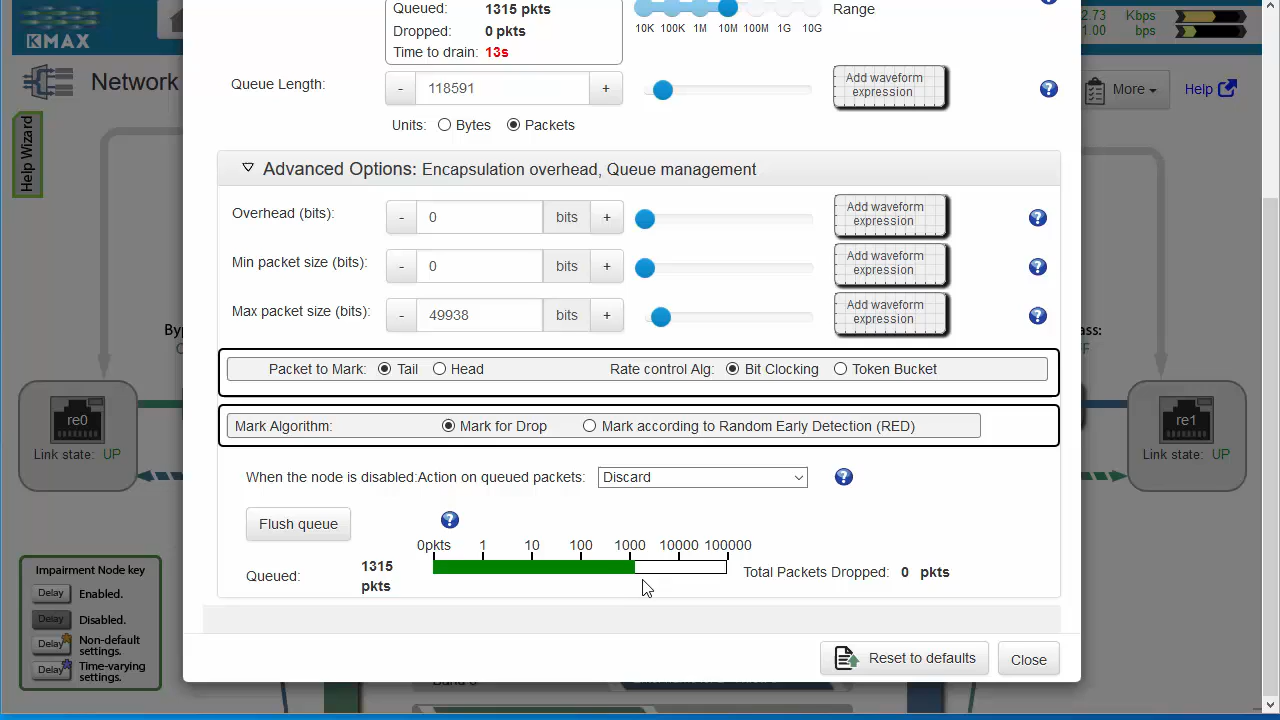 KMAX
Queued: 1315 pkts
Dropped: 0 pkts
Time to drain: 13s
10K 100K 1M 10M 100M 1G 10G
Range
2.73 Kbps
1.00 bps
Network
More
Help
Help Wizard
Queue Length:
- 118591 +
Add waveform
expression
Units: Bytes Packets
Advanced Options: Encapsulation overhead, Queue management
Overhead (bits):
- 0 bits +
Add waveform
expression
Min packet size (bits):
- 0 bits +
Add waveform
expression
Max packet size (bits):
- 49938 bits +
Add waveform
expression
Packet to Mark: Tail Head Rate control Alg: Bit Clocking Token Bucket
Mark Algorithm: Mark for Drop Mark according to Random Early Detection (RED)
re0
Link state: UP
re1
Link state: UP
When the node is disabled:Action on queued packets: Discard
Flush queue
0pkts 1 10 100 1000 10000 100000
Queued: 1315
pkts
Total Packets Dropped: 0 pkts
Impairment Node key
Delay Enabled.
Delay Disabled.
Delay Non-default
settings.
Delay Time-varying
settings.
Reset to defaults
Close